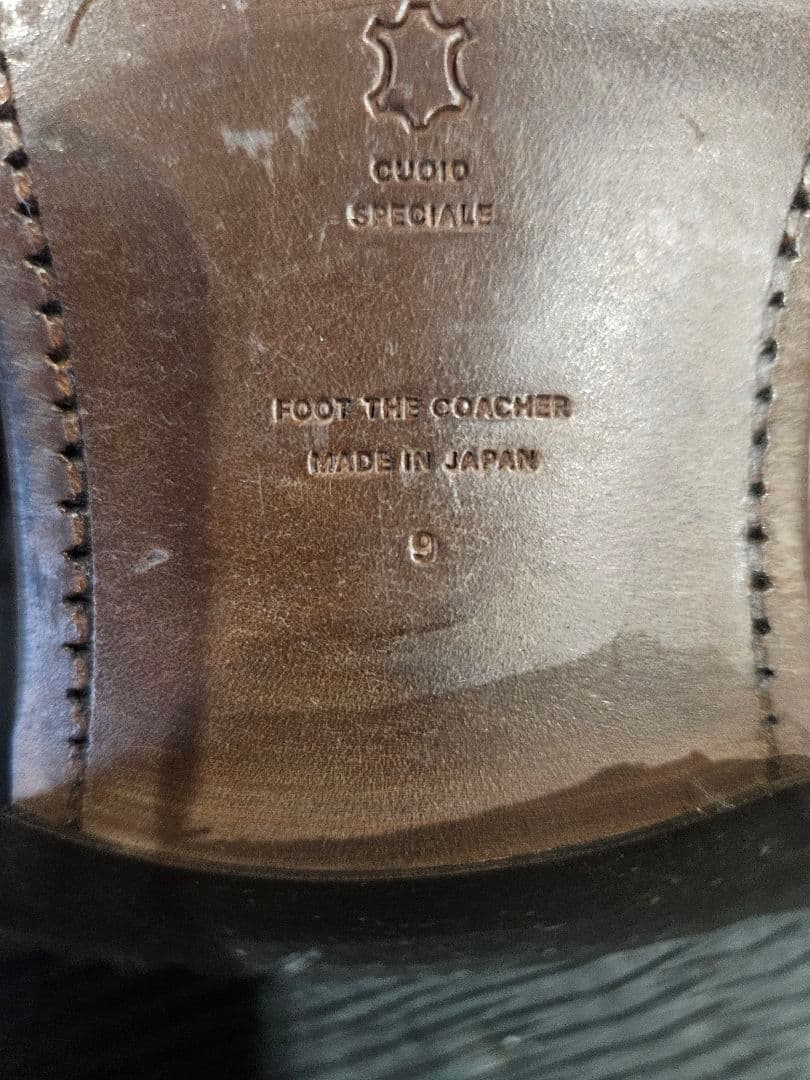 CUOIO
SPECIALE
FOOT THE COACHER
MADE IN JAPAN
9